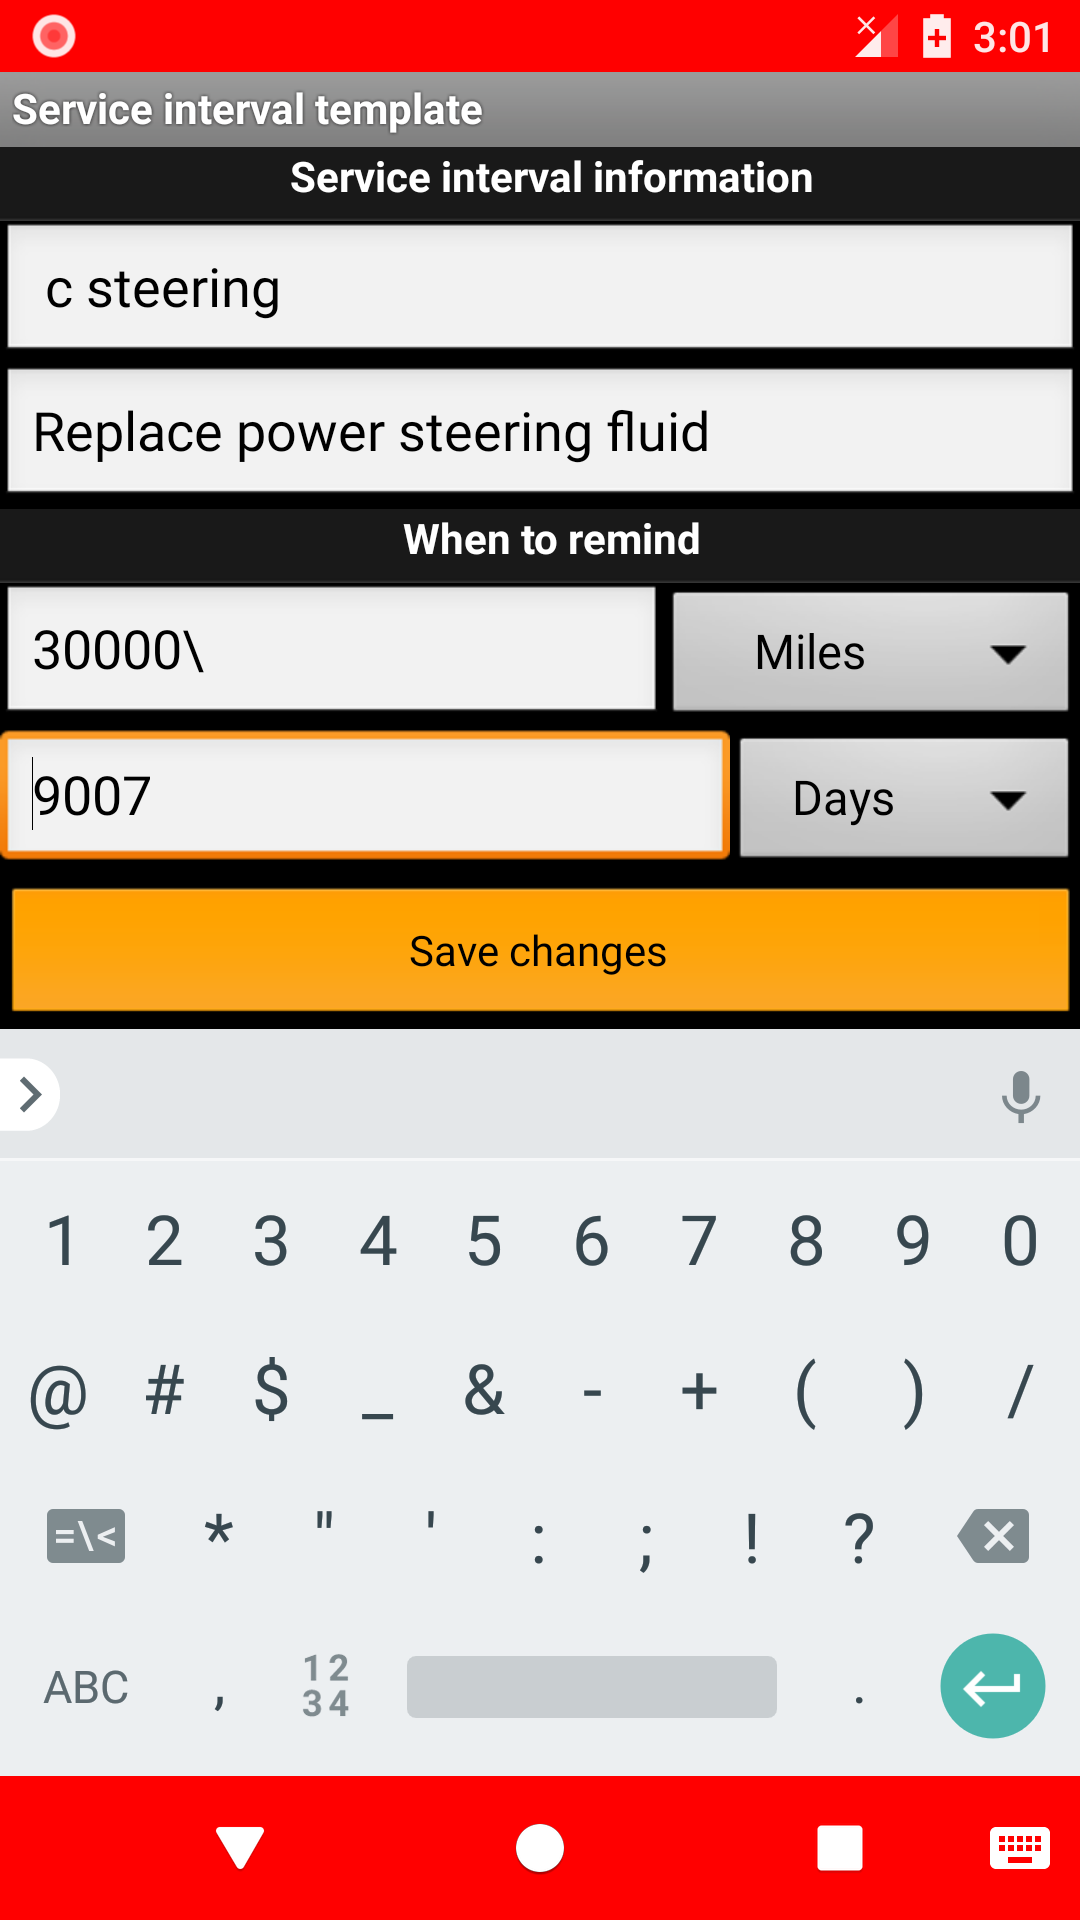 3:01
Service interval template
Service interval information
c steering
Replace power steering fluid
When to remind
30000\
Miles
9007
Days
Save changes
1 2 3 4 5 6 7 8 9 0
@ # $ _ & - + ( ) /
=\< * " ' : ; ! ?
ABC , 12 34 .